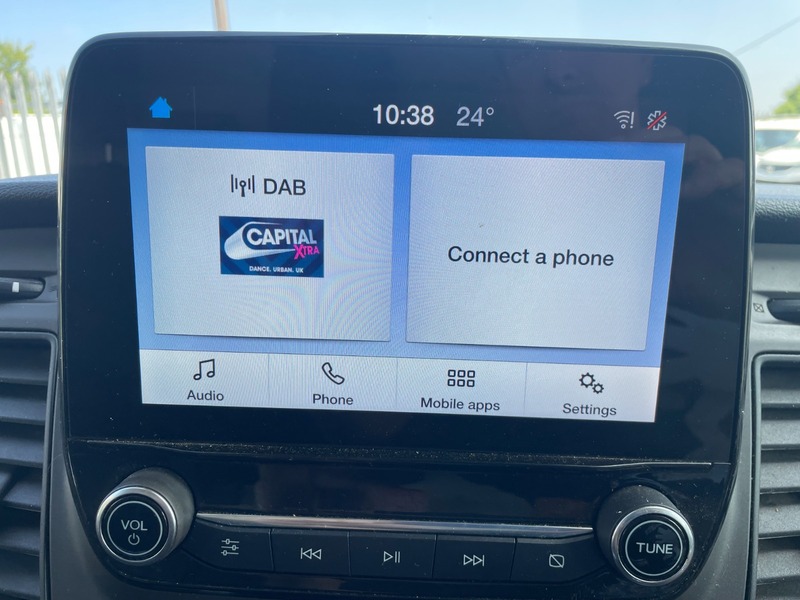 10:38 24°
DAB
CAPITAL
XTRA
DANCE. URBAN. UK
Connect a phone
Audio
Phone
Mobile apps
Settings
VOL
TUNE